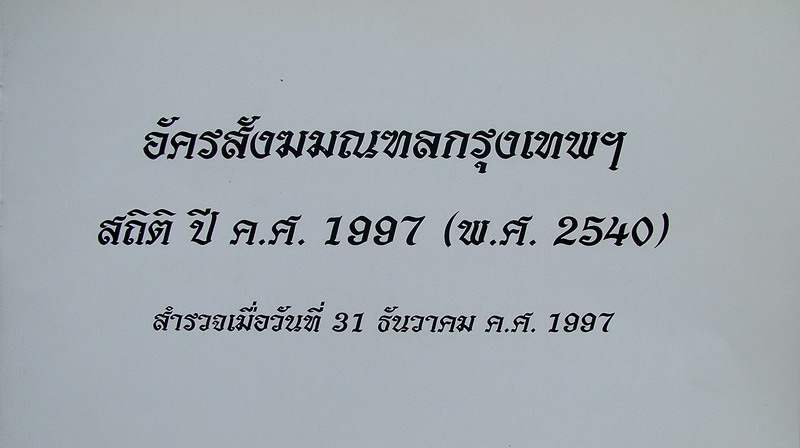 อัครสังฆมณฑลกรุงเทพฯ
สถิติ ปี ค.ศ. 1997 (พ.ศ. 2540)
สำรวจเมื่อวันที่ 31 ธันวาคม ค.ศ. 1997